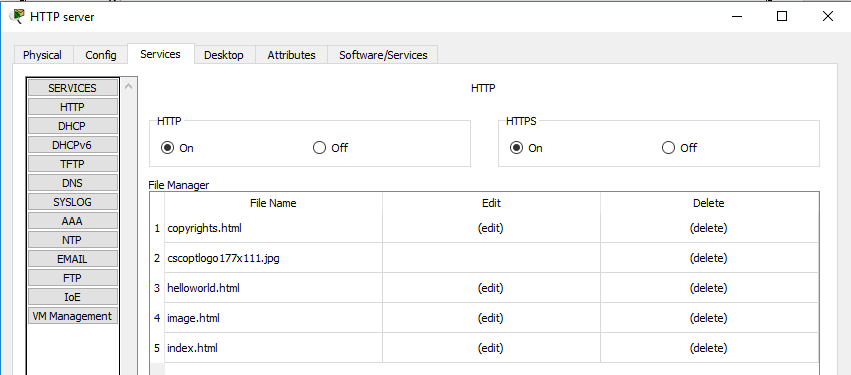 HTTP server
Physical Config Services Desktop Attributes Software/Services
SERVICES
HTTP
DHCP
DHCPv6
TFTP
DNS
SYSLOG
AAA
NTP
EMAIL
FTP
IoE
VM Management
HTTP
HTTP
On Off
HTTPS
On Off
File Manager
File Name Edit Delete
1 copyrights.html (edit) (delete)
2 cscoptlogo177x111.jpg (delete)
3 helloworld.html (edit) (delete)
4 image.html (edit) (delete)
5 index.html (edit) (delete)